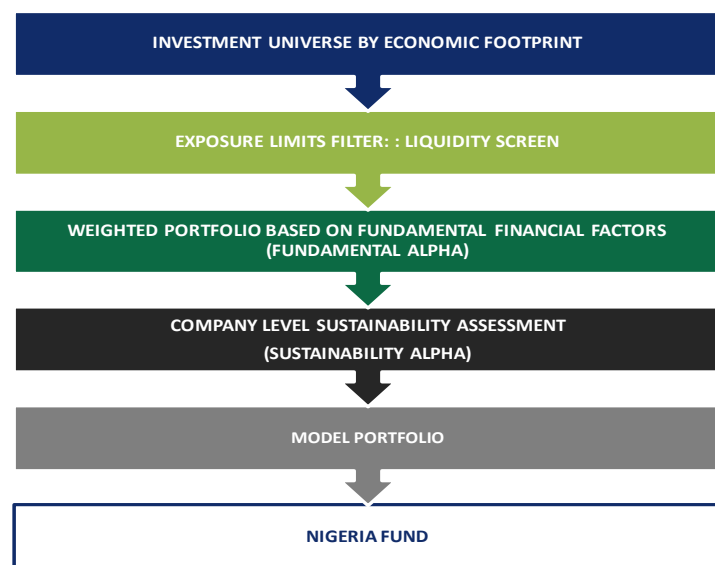 INVESTMENT UNIVERSE BY ECONOMIC FOOTPRINT
EXPOSURE LIMITS FILTER: : LIQUIDITY SCREEN
WEIGHTED PORTFOLIO BASED ON FUNDAMENTAL FINANCIAL FACTORS
(FUNDAMENTAL ALPHA)
COMPANY LEVEL SUSTAINABILITY ASSESSMENT
(SUSTAINABILITY ALPHA)
MODEL PORTFOLIO
NIGERIA FUND